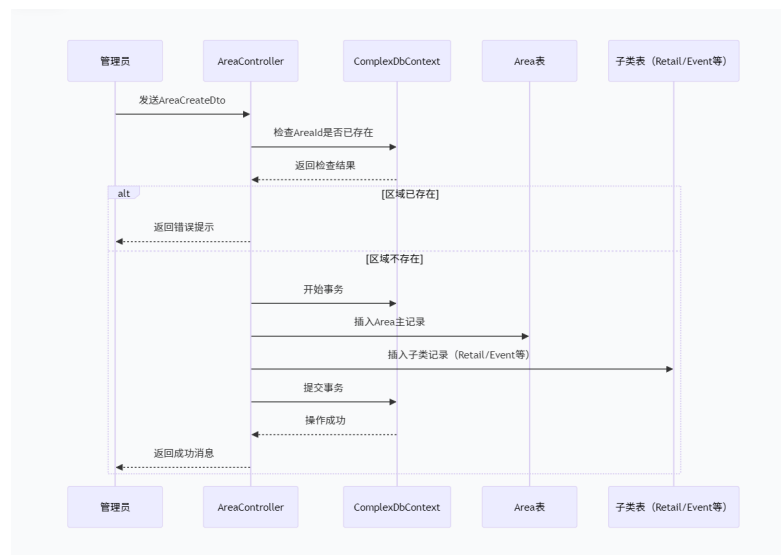 管理员
AreaController
ComplexDbContext
Area表
子类表（Retail/Event等）
发送AreaCreateDto
检查AreaId是否已存在
返回检查结果
alt
[区域已存在]
返回错误提示
[区域不存在]
开始事务
插入Area主记录
插入子类记录（Retail/Event等）
提交事务
操作成功
返回成功消息
管理员
AreaController
ComplexDbContext
Area表
子类表（Retail/Event等）